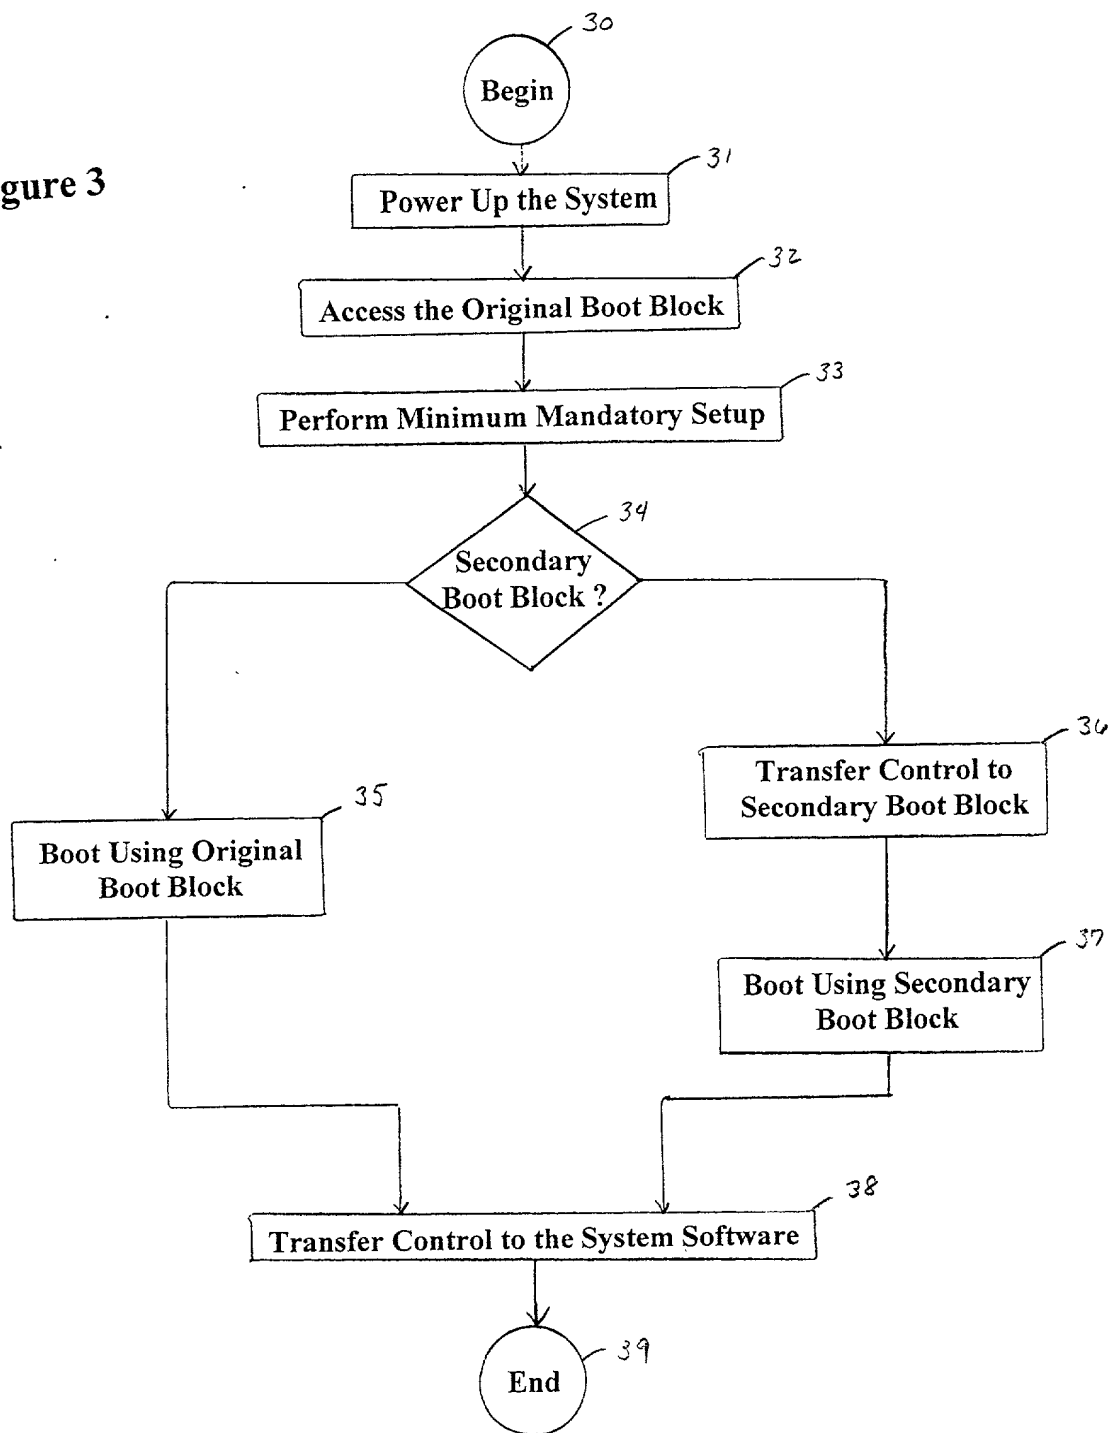 30
Begin
gure 3
31
Power Up the System
32
Access the Original Boot Block
33
Perform Minimum Mandatory Setup
34
Secondary
Boot Block ?
36
Transfer Control to
Secondary Boot Block
35
Boot Using Original
Boot Block
37
Boot Using Secondary
Boot Block
38
Transfer Control to the System Software
39
End